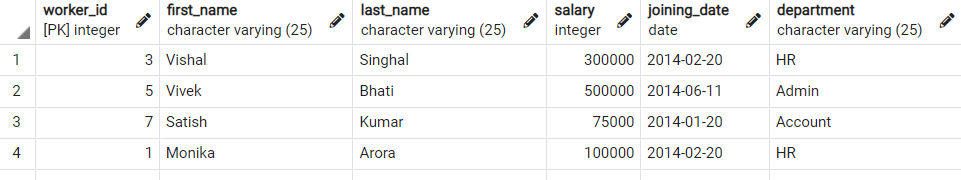 worker_id first_name last_name salary joining_date department
[PK] integer character varying (25) character varying (25) integer date character varying (25)
1 3 Vishal Singhal 300000 2014-02-20 HR
2 5 Vivek Bhati 500000 2014-06-11 Admin
3 7 Satish Kumar 75000 2014-01-20 Account
4 1 Monika Arora 100000 2014-02-20 HR